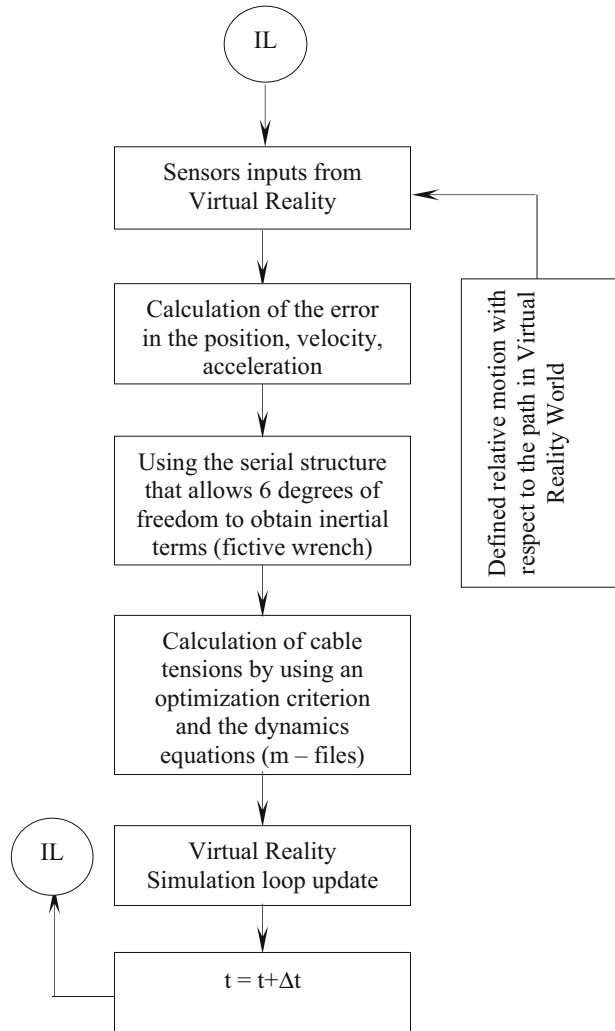 IL
Sensors inputs from
Virtual Reality
Calculation of the error
in the position, velocity,
acceleration
Defined relative motion with
respect to the path in Virtual
Reality World
Using the serial structure
that allows 6 degrees of
freedom to obtain inertial
terms (fictive wrench)
Calculation of cable
tensions by using an
optimization criterion
and the dynamics
equations (m – files)
IL
Virtual Reality
Simulation loop update
t = t+Δt